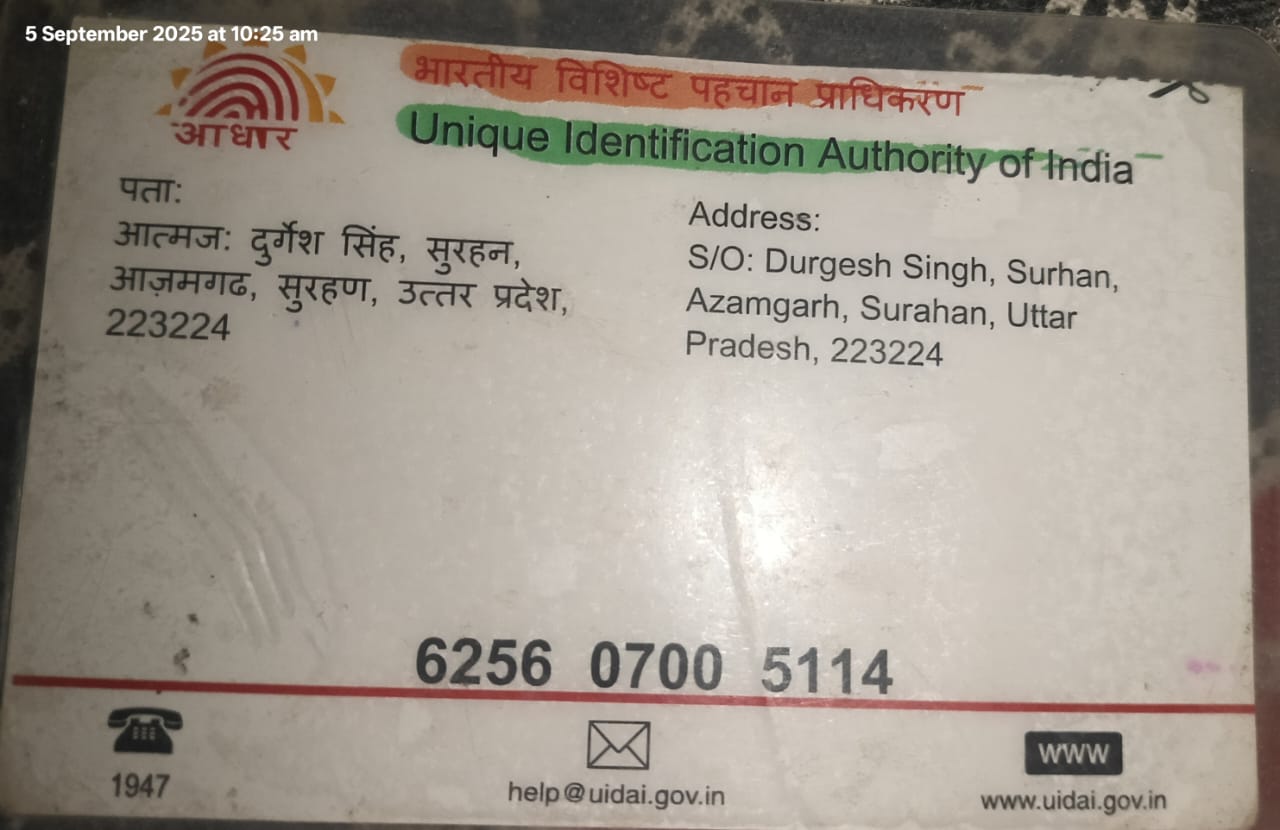 5 September 2025 at 10:25 am
आधार
भारतीय विशिष्ट पहचान प्राधिकरण
Unique Identification Authority of India
पता:
आत्मज: दुर्गेश सिंह, सुरहन,
आज़मगढ, सुरहण, उत्तर प्रदेश,
223224
Address:
S/O: Durgesh Singh, Surhan,
Azamgarh, Surahan, Uttar
Pradesh, 223224
6256 0700 5114
1947
help@uidai.gov.in
www
www.uidai.gov.in